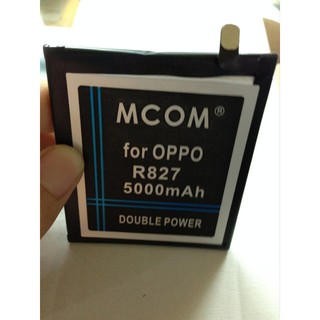 MCOM®
for OPPO
R827
5000mAh
DOUBLE POWER